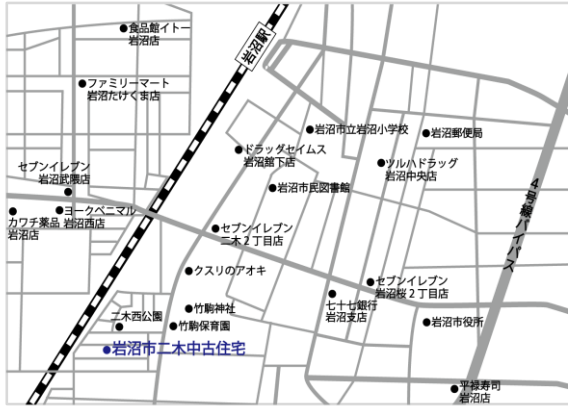 食品館イトー
岩沼店
岩沼駅
ファミリーマート
岩沼たけくま店
岩沼市立岩沼小学校
岩沼郵便局
ドラッグセイムス
岩沼舘下店
ツルハドラッグ
岩沼中央店
セブンイレブン
岩沼武隈店
岩沼市民図書館
4号線バイパス
カワチ薬品
岩沼店
ヨークベニマル
岩沼西店
セブンイレブン
二木2丁目店
クスリのアオキ
セブンイレブン
岩沼桜2丁目店
七十七銀行
岩沼支店
竹駒神社
二木西公園
竹駒保育園
岩沼市役所
岩沼市二木中古住宅
平禄寿司
岩沼店